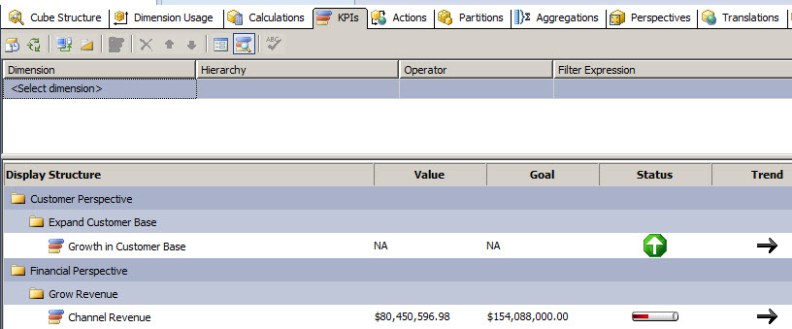 Cube Structure Dimension Usage Calculations KPIs Actions Partitions Aggregations Perspectives Translations
ABC
Dimension Hierarchy Operator Filter Expression
<Select dimension>
Display Structure Value Goal Status Trend
Customer Perspective
Expand Customer Base
Growth in Customer Base NA NA
Financial Perspective
Grow Revenue
Channel Revenue $80,450,596.98 $154,088,000.00